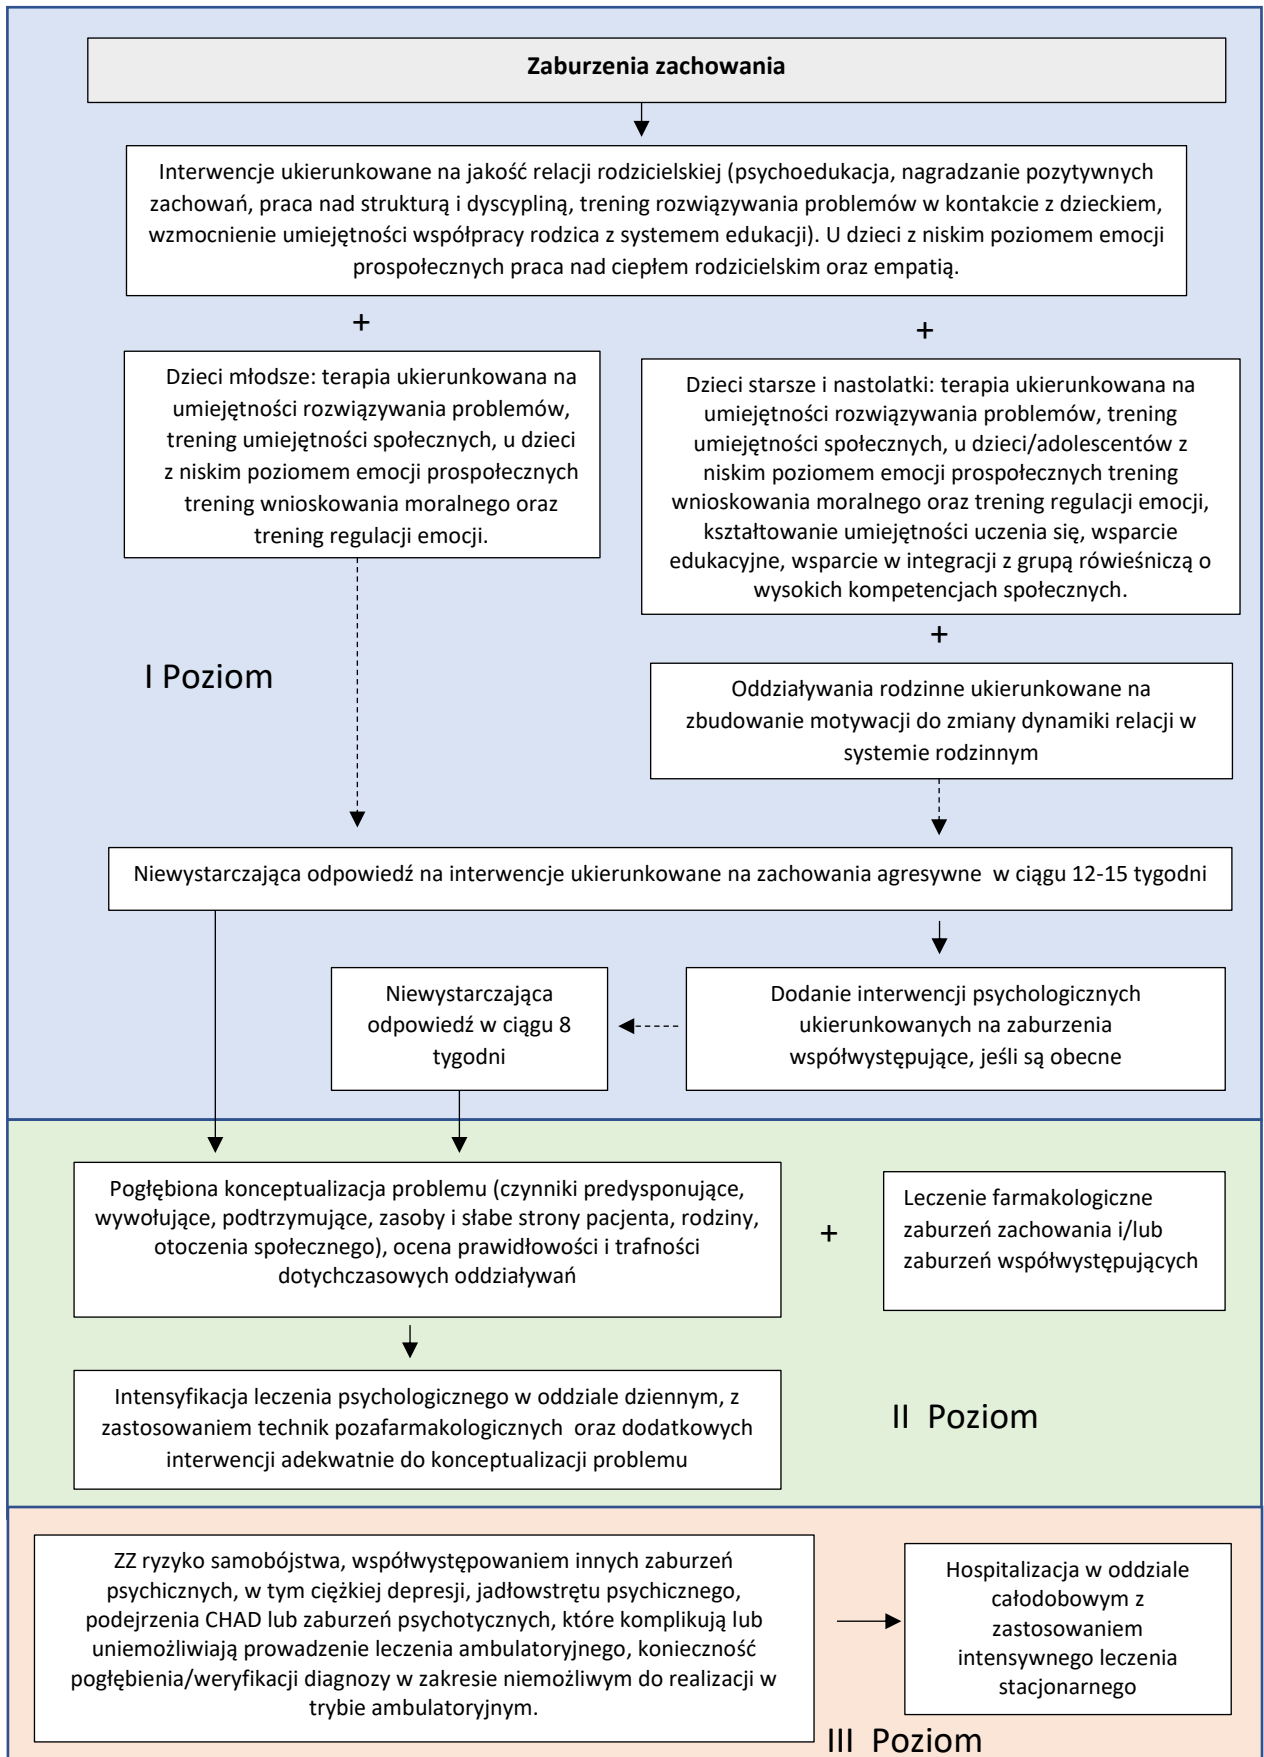 Zaburzenia zachowania
Interwencje ukierunkowane na jakość relacji rodzicielskiej (psychoedukacja, nagradzanie pozytywnych
zachowań, praca nad strukturą i dyscypliną, trening rozwiązywania problemów w kontakcie z dzieckiem,
wzmocnienie umiejętności współpracy rodzica z systemem edukacji). U dzieci z niskim poziomem emocji
prospołecznych praca nad ciepłem rodzicielskim oraz empatią.
+
+
Dzieci młodsze: terapia ukierunkowana na
umiejętności rozwiązywania problemów,
trening umiejętności społecznych, u dzieci
z niskim poziomem emocji prospołecznych
trening wnioskowania moralnego oraz
trening regulacji emocji.
Dzieci starsze i nastolatki: terapia ukierunkowana na
umiejętności rozwiązywania problemów, trening
umiejętności społecznych, u dzieci/adolescentów z
niskim poziomem emocji prospołecznych trening
wnioskowania moralnego oraz trening regulacji emocji,
kształtowanie umiejętności uczenia się, wsparcie
edukacyjne, wsparcie w integracji z grupą rówieśniczą o
wysokich kompetencjach społecznych.
+
I Poziom
Oddziaływania rodzinne ukierunkowane na
zbudowanie motywacji do zmiany dynamiki relacji w
systemie rodzinnym
Niewystarczająca odpowiedź na interwencje ukierunkowane na zachowania agresywne w ciągu 12-15 tygodni
Niewystarczająca
odpowiedź w ciągu 8
tygodni
Dodanie interwencji psychologicznych
ukierunkowanych na zaburzenia
współwystępujące, jeśli są obecne
Pogłębiona konceptualizacja problemu (czynniki predysponujące,
wywołujące, podtrzymujące, zasoby i słabe strony pacjenta, rodziny,
otoczenia społecznego), ocena prawidłowości i trafności
dotychczasowych oddziaływań
+
Leczenie farmakologiczne
zaburzeń zachowania i/lub
zaburzeń współwystępujących
Intensyfikacja leczenia psychologicznego w oddziale dziennym, z
zastosowaniem technik pozafarmakologicznych oraz dodatkowych
interwencji adekwatnie do konceptualizacji problemu
II Poziom
ZZ ryzyko samobójstwa, współwystępowaniem innych zaburzeń
psychicznych, w tym ciężkiej depresji, jadłowstrętu psychicznego,
podejrzenia CHAD lub zaburzeń psychotycznych, które komplikują lub
uniemożliwiają prowadzenie leczenia ambulatoryjnego, konieczność
pogłębienia/weryfikacji diagnozy w zakresie niemożliwym do realizacji w
trybie ambulatoryjnym.
Hospitalizacja w oddziale
całodobowym z
zastosowaniem
intensywnego leczenia
stacjonarnego
III Poziom